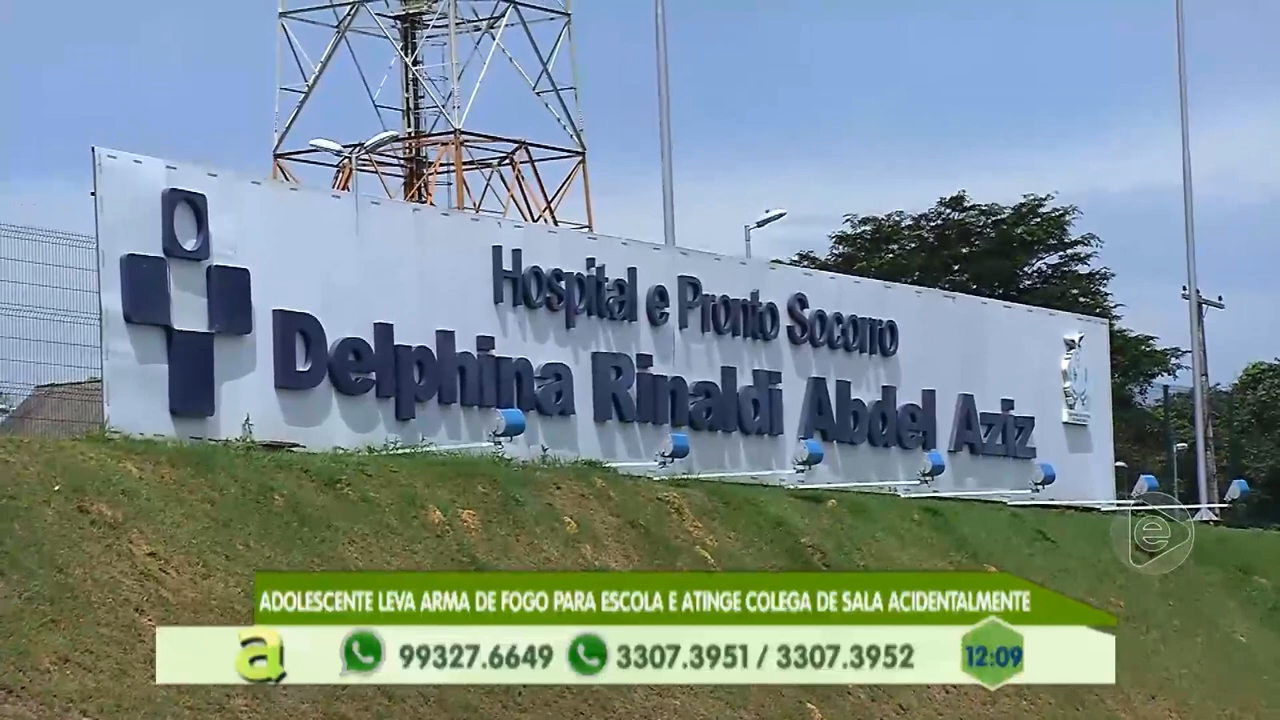 Hospital e Pronto Socorro
Delphina Rinaldi Abdel Aziz
e
ADOLESCENTE LEVA ARMA DE FOGO PARA ESCOLA E ATINGE COLEGA DE SALA ACIDENTALMENTE
a 99327.6649 3307.3951 / 3307.3952 12:09